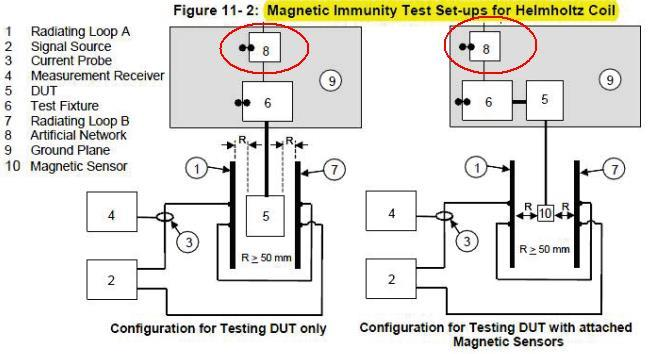 Figure 11- 2: Magnetic Immunity Test Set-ups for Helmholtz Coil
1 Radiating Loop A
2 Signal Source
3 Current Probe
4 Measurement Receiver
5 DUT
6 Test Fixture
7 Radiating Loop B
8 Artificial Network
9 Ground Plane
10 Magnetic Sensor
8
9
6
R R
1
7
4
5
3
R ≥ 50 mm
2
Configuration for Testing DUT only
8
9
6
5
1
7
4
R 10 R
3
R ≥ 50 mm
2
Configuration for Testing DUT with attached
Magnetic Sensors